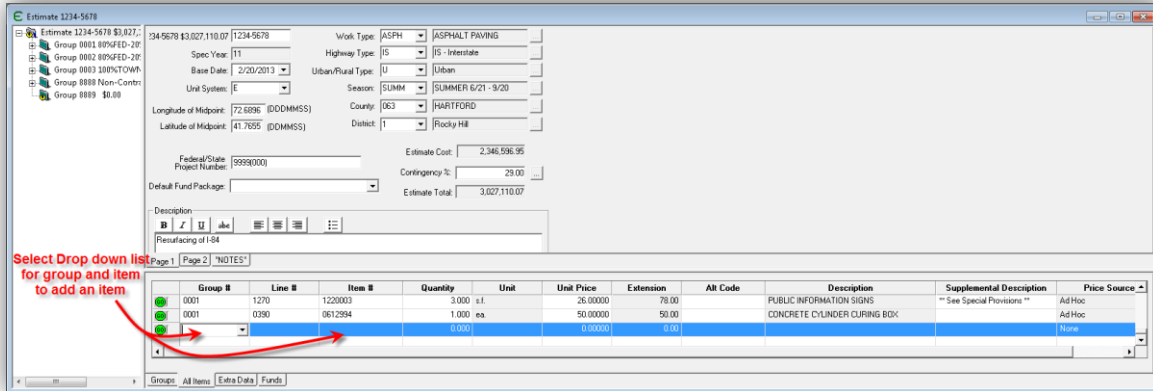 Estimate 1234-5678
Estimate 1234-5678 $3,027,:
Group 0001 80%FED-20%
Group 0002 80%FED-20%
Group 0003 100%TOWN
Group 8888 Non-Contra
Group 8889 $0.00
234-5678 $3,027,110.07 1234-5678 Work Type: ASPH ASPHALT PAVING
Spec Year: 11 Highway Type: IS IS - Interstate
Base Date: 2/20/2013 Urban/Rural Type: U Urban
Unit System: E Season: SUMM SUMMER 6/21 - 9/20
Longitude of Midpoint: 72.6896 (DDDMMSS) County: 063 HARTFORD
Latitude of Midpoint: 41.7655 (DDMMSS) District: 1 Rocky Hill
Estimate Cost: 2,346,596.95
Federal/State Project Number: 9999(000)
Contingency %: 29.00 ...
Default Fund Package:
Estimate Total: 3,027,110.07
Description
B I U abc
Resurfacing of I-84
Page 1 Page 2 *NOTES*
Select Drop down list
for group and item
to add an item
Group # Line # Item # Quantity Unit Unit Price Extension Alt Code Description Supplemental Description Price Source
0001 1270 1220003 3.000 s.f. 26.00000 78.00 PUBLIC INFORMATION SIGNS ** See Special Provisions ** Ad Hoc
0001 0390 0612994 1.000 ea. 50.00000 50.00 CONCRETE CYLINDER CURING BOX Ad Hoc
0.000 0.00000 0.00 None
Groups All Items Extra Data Funds